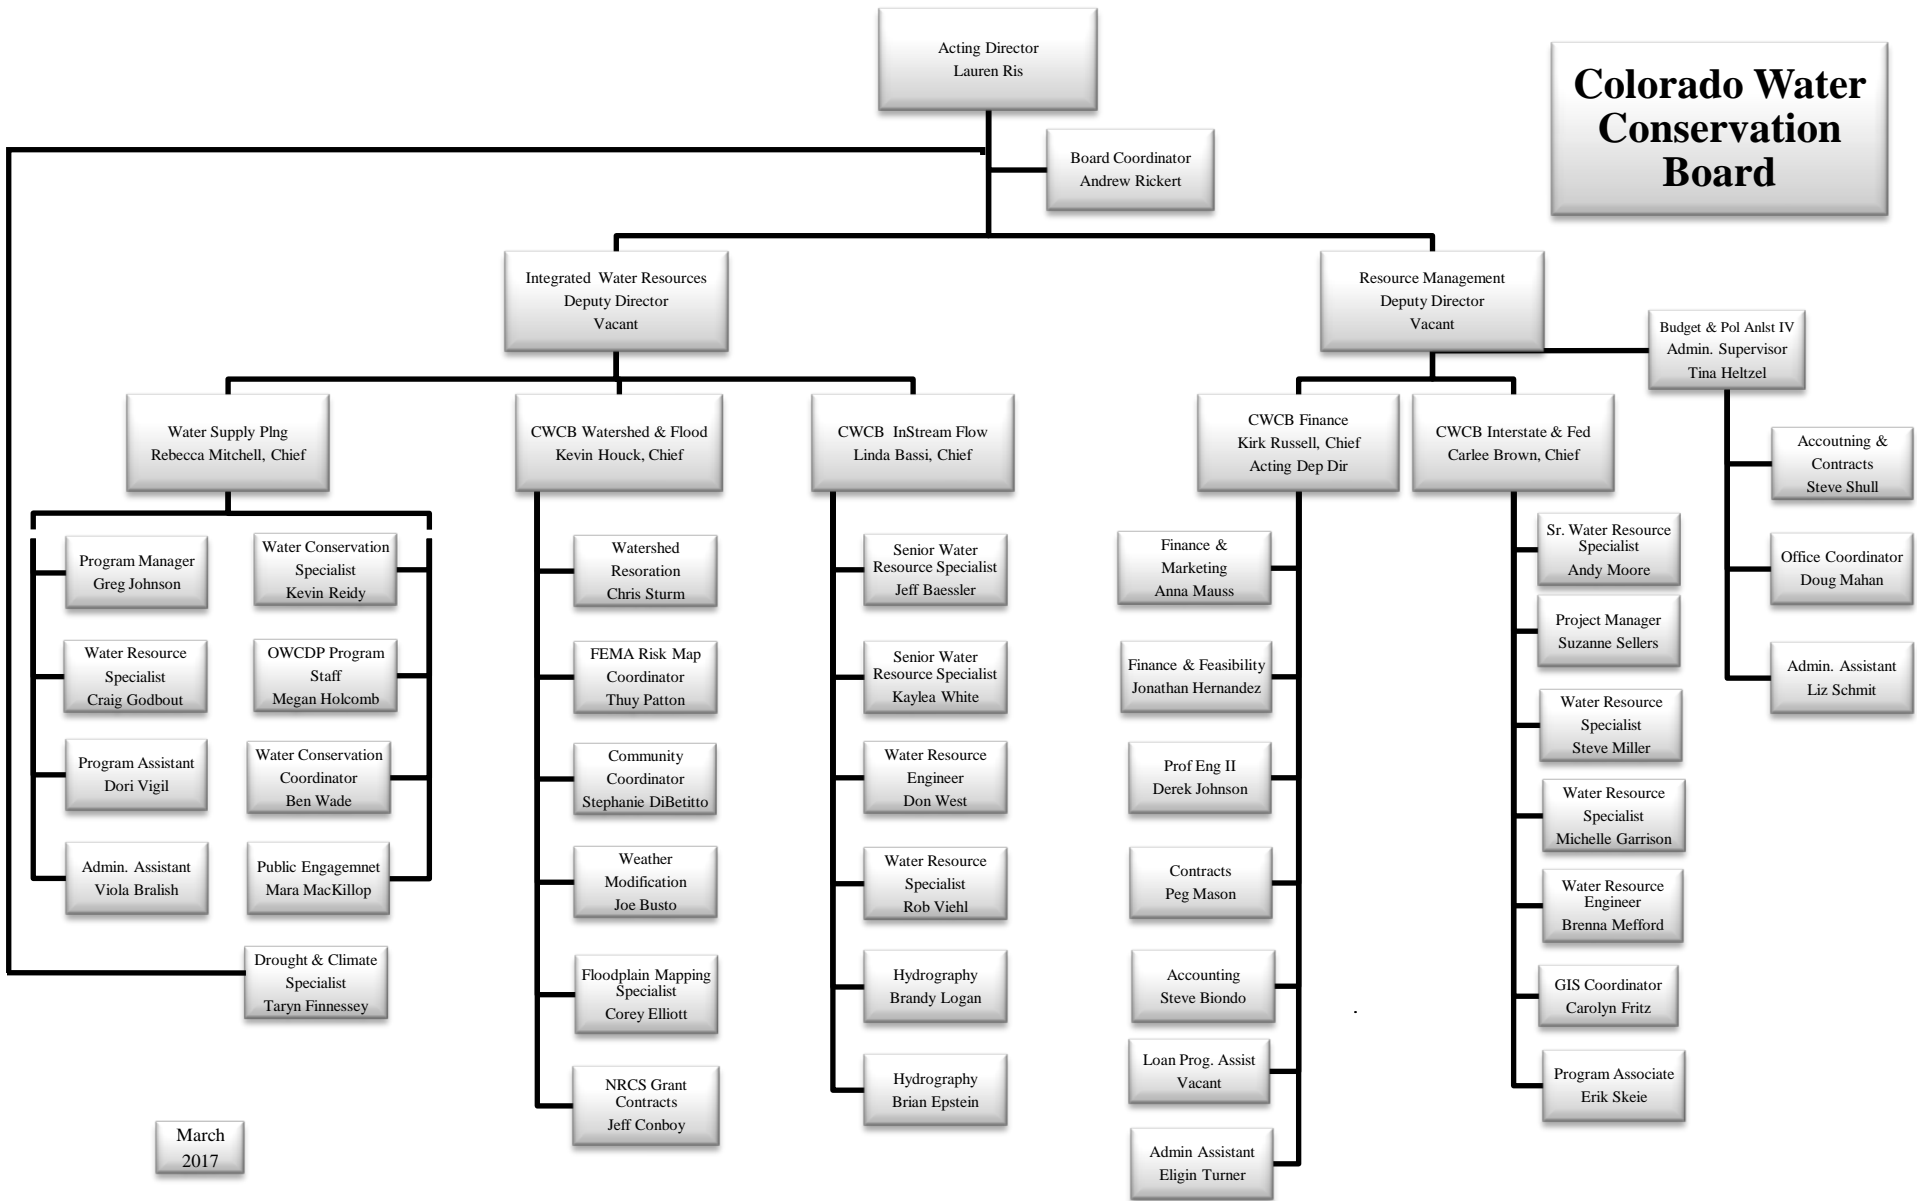 Acting Director
Lauren Ris
Colorado Water
Conservation
Board
Board Coordinator
Andrew Rickert
Integrated Water Resources
Deputy Director
Vacant
Resource Management
Deputy Director
Vacant
Budget & Pol Anlst IV
Admin. Supervisor
Tina Heltzel
Water Supply Plng
Rebecca Mitchell, Chief
CWCB Watershed & Flood
Kevin Houck, Chief
CWCB InStream Flow
Linda Bassi, Chief
CWCB Finance
Kirk Russell, Chief
Acting Dep Dir
CWCB Interstate & Fed
Carlee Brown, Chief
Accoutning &
Contracts
Steve Shull
Office Coordinator
Doug Mahan
Admin. Assistant
Liz Schmit
Program Manager
Greg Johnson
Water Resource
Specialist
Craig Godbout
Program Assistant
Dori Vigil
Admin. Assistant
Viola Bralish
Water Conservation
Specialist
Kevin Reidy
OWCDP Program
Staff
Megan Holcomb
Water Conservation
Coordinator
Ben Wade
Public Engagemnet
Mara MacKillop
Drought & Climate
Specialist
Taryn Finnessey
Watershed
Resoration
Chris Sturm
FEMA Risk Map
Coordinator
Thuy Patton
Community
Coordinator
Stephanie DiBetitto
Weather
Modification
Joe Busto
Floodplain Mapping
Specialist
Corey Elliott
NRCS Grant
Contracts
Jeff Conboy
Senior Water
Resource Specialist
Jeff Baessler
Senior Water
Resource Specialist
Kaylea White
Water Resource
Engineer
Don West
Water Resource
Specialist
Rob Viehl
Hydrography
Brandy Logan
Hydrography
Brian Epstein
Finance &
Marketing
Anna Mauss
Finance & Feasibility
Jonathan Hernandez
Prof Eng II
Derek Johnson
Contracts
Peg Mason
Accounting
Steve Biondo
Loan Prog. Assist
Vacant
Admin Assistant
Eligin Turner
Sr. Water Resource
Specialist
Andy Moore
Project Manager
Suzanne Sellers
Water Resource
Specialist
Steve Miller
Water Resource
Specialist
Michelle Garrison
Water Resource
Engineer
Brenna Mefford
GIS Coordinator
Carolyn Fritz
Program Associate
Erik Skeie
.
March
2017